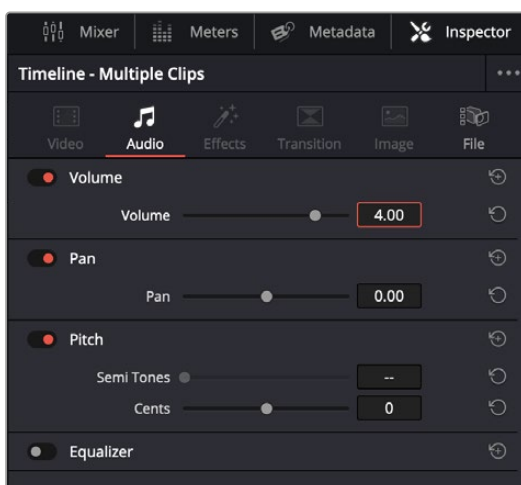 Mixer Meters Metadata Inspector
Timeline - Multiple Clips
Video Audio Effects Transition Image File
Volume
Volume 4.00
Pan
Pan 0.00
Pitch
Semi Tones --
Cents 0
Equalizer